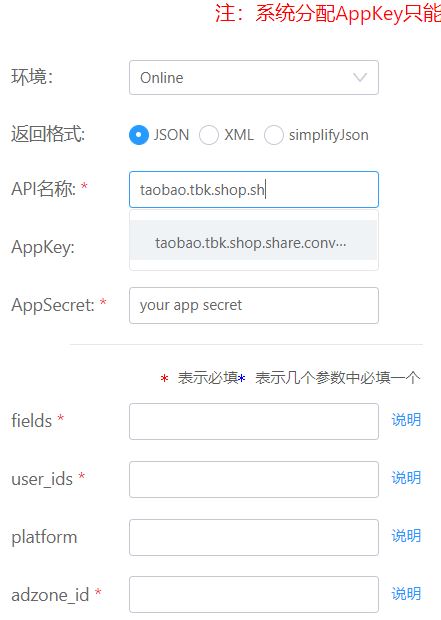 注：系统分配AppKey只能
环境： Online
返回格式: JSON XML simplifyJson
API名称: * taobao.tbk.shop.sh
taobao.tbk.shop.share.conv···
AppKey:
AppSecret: * your app secret
* 表示必填* 表示几个参数中必填一个
fields * 说明
user_ids * 说明
platform 说明
adzone_id * 说明